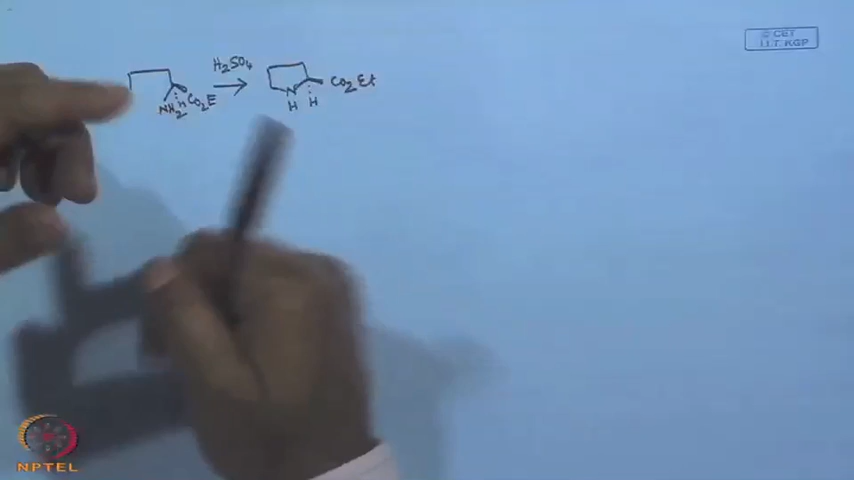 © CET
I.I.T. KGP
H₂SO₄
NH₂ H CO₂E
N H H CO₂Et
NPTEL